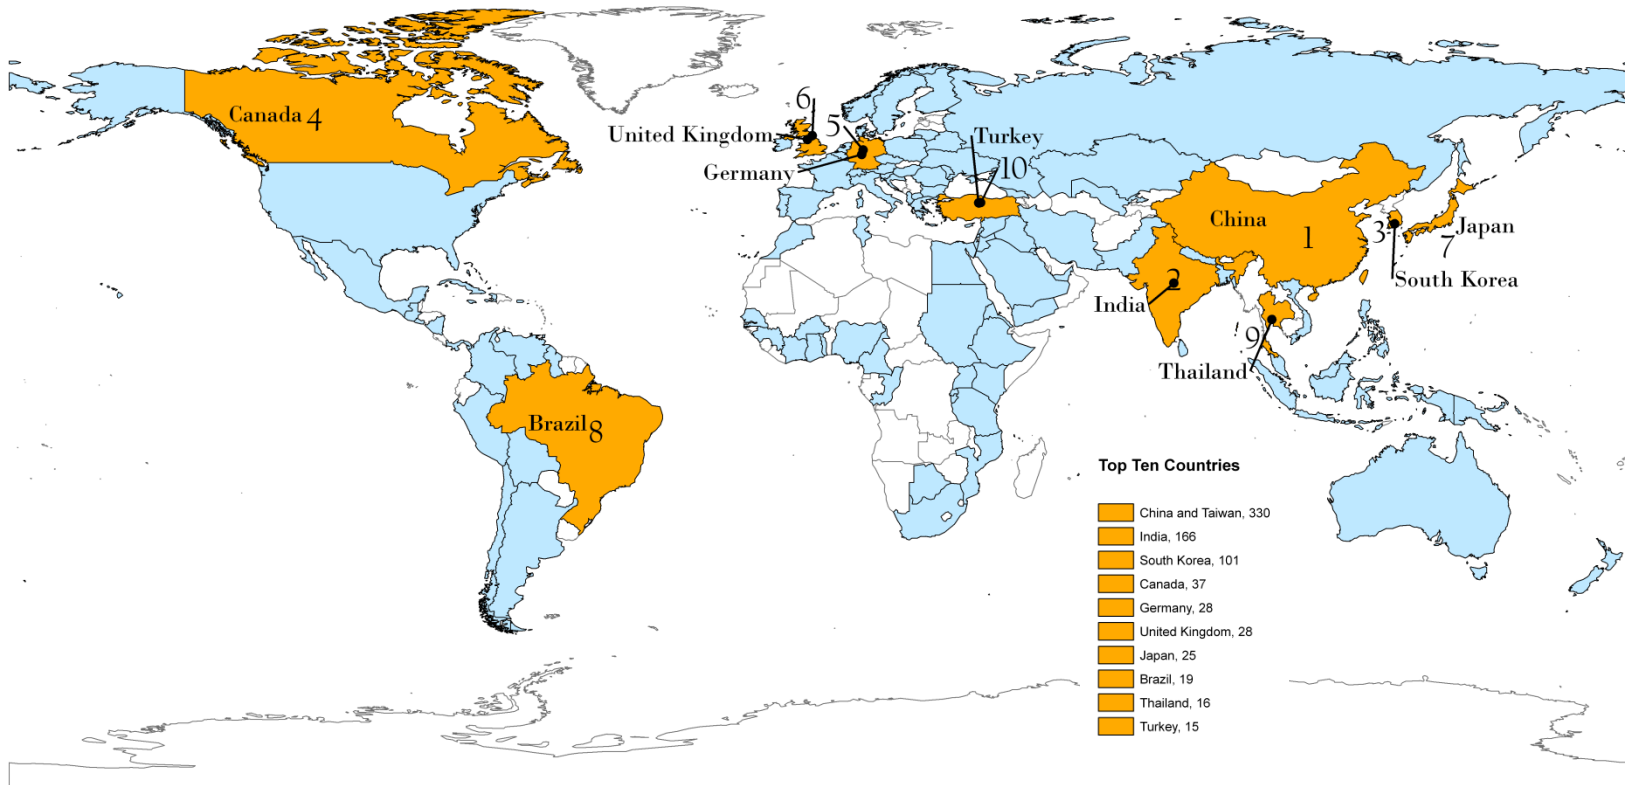 6
Canada 4
United Kingdom
5
Germany
Turkey
10
China
1
3
Japan
7
South Korea
2
India
9
Thailand
Brazil 8
Top Ten Countries
China and Taiwan, 330
India, 166
South Korea, 101
Canada, 37
Germany, 28
United Kingdom, 28
Japan, 25
Brazil, 19
Thailand, 16
Turkey, 15